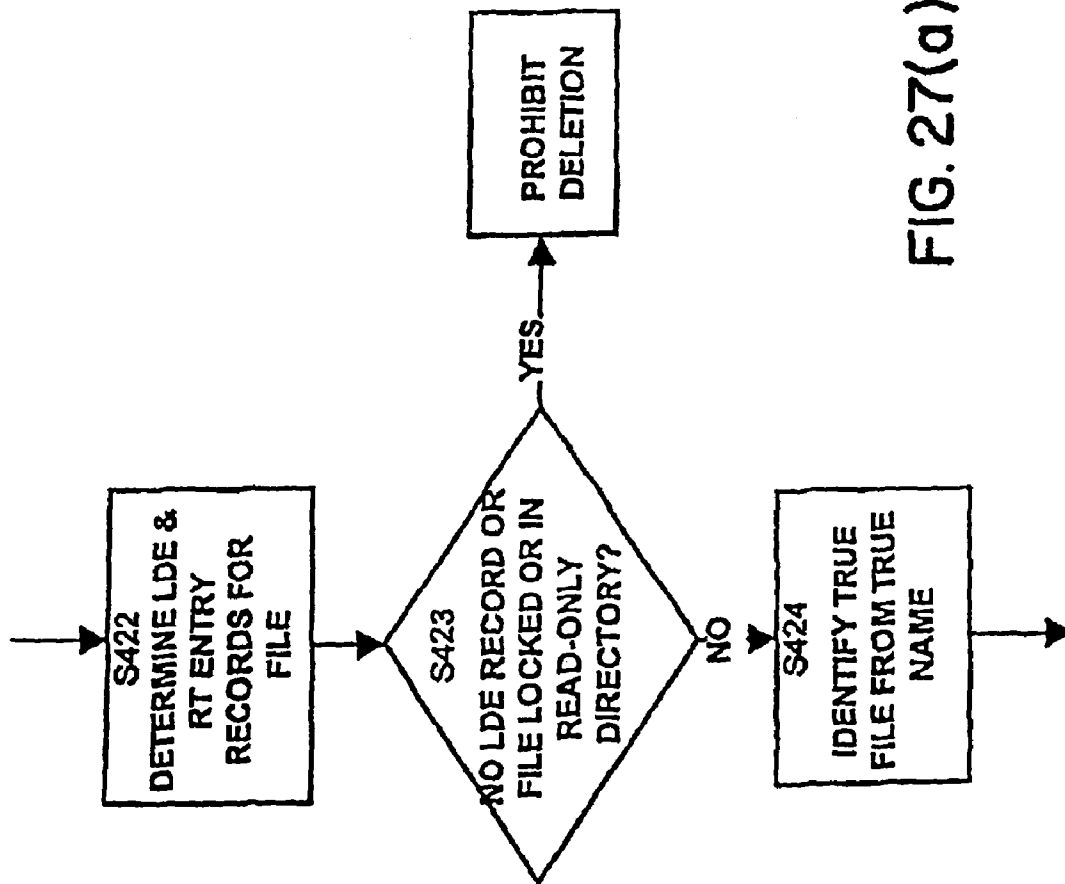 S422
DETERMINE LDE &
RT ENTRY
RECORDS FOR
FILE
S423
NO LDE RECORD OR
FILE LOCKED OR IN
READ-ONLY
DIRECTORY?
YES
PROHIBIT
DELETION
NO
S424
IDENTIFY TRUE
FILE FROM TRUE
NAME
FIG. 27(a)